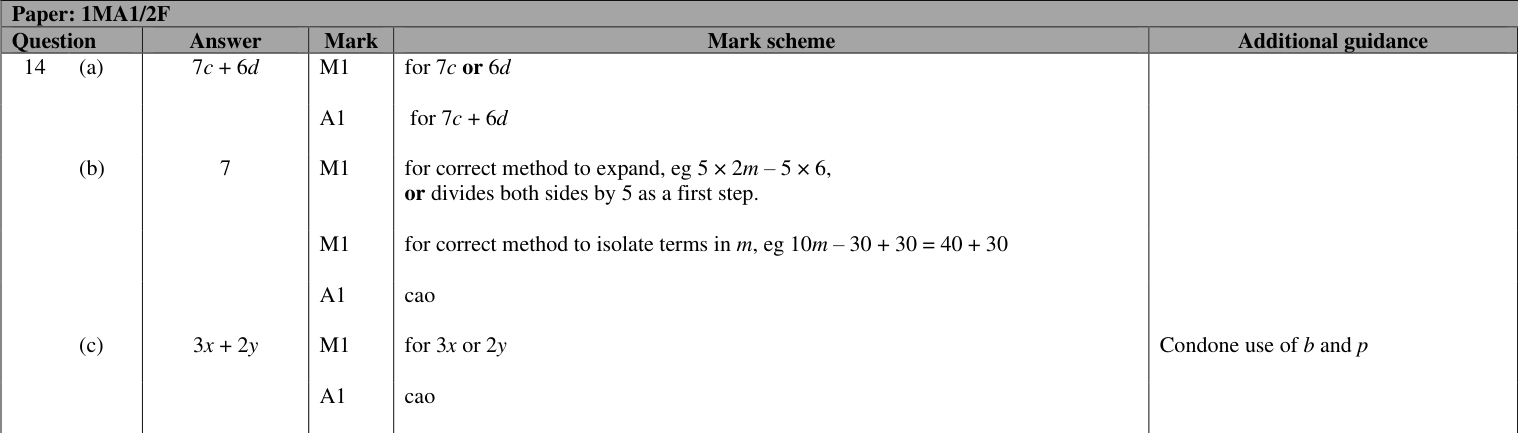 Paper: 1MA1/2F
Question Answer Mark Mark scheme Additional guidance
14 (a) 7c + 6d M1 for 7c or 6d
A1 for 7c + 6d
(b) 7 M1 for correct method to expand, eg 5 × 2m – 5 × 6,
or divides both sides by 5 as a first step.
M1 for correct method to isolate terms in m, eg 10m – 30 + 30 = 40 + 30
A1 cao
(c) 3x + 2y M1 for 3x or 2y Condone use of b and p
A1 cao